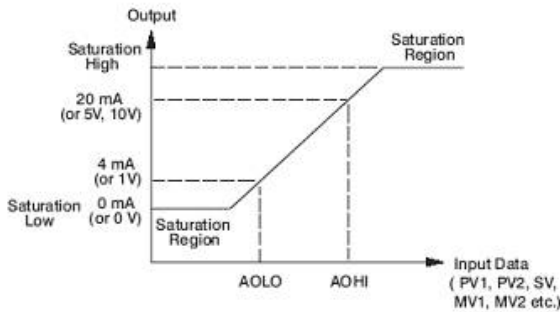 Output
Saturation
High
Saturation
Region
20 mA
(or 5V, 10V)
4 mA
(or 1V)
Saturation
Low
0 mA
(or 0 V)
Saturation
Region
AOLO
AOHI
Input Data
( PV1, PV2, SV,
MV1, MV2 etc.)